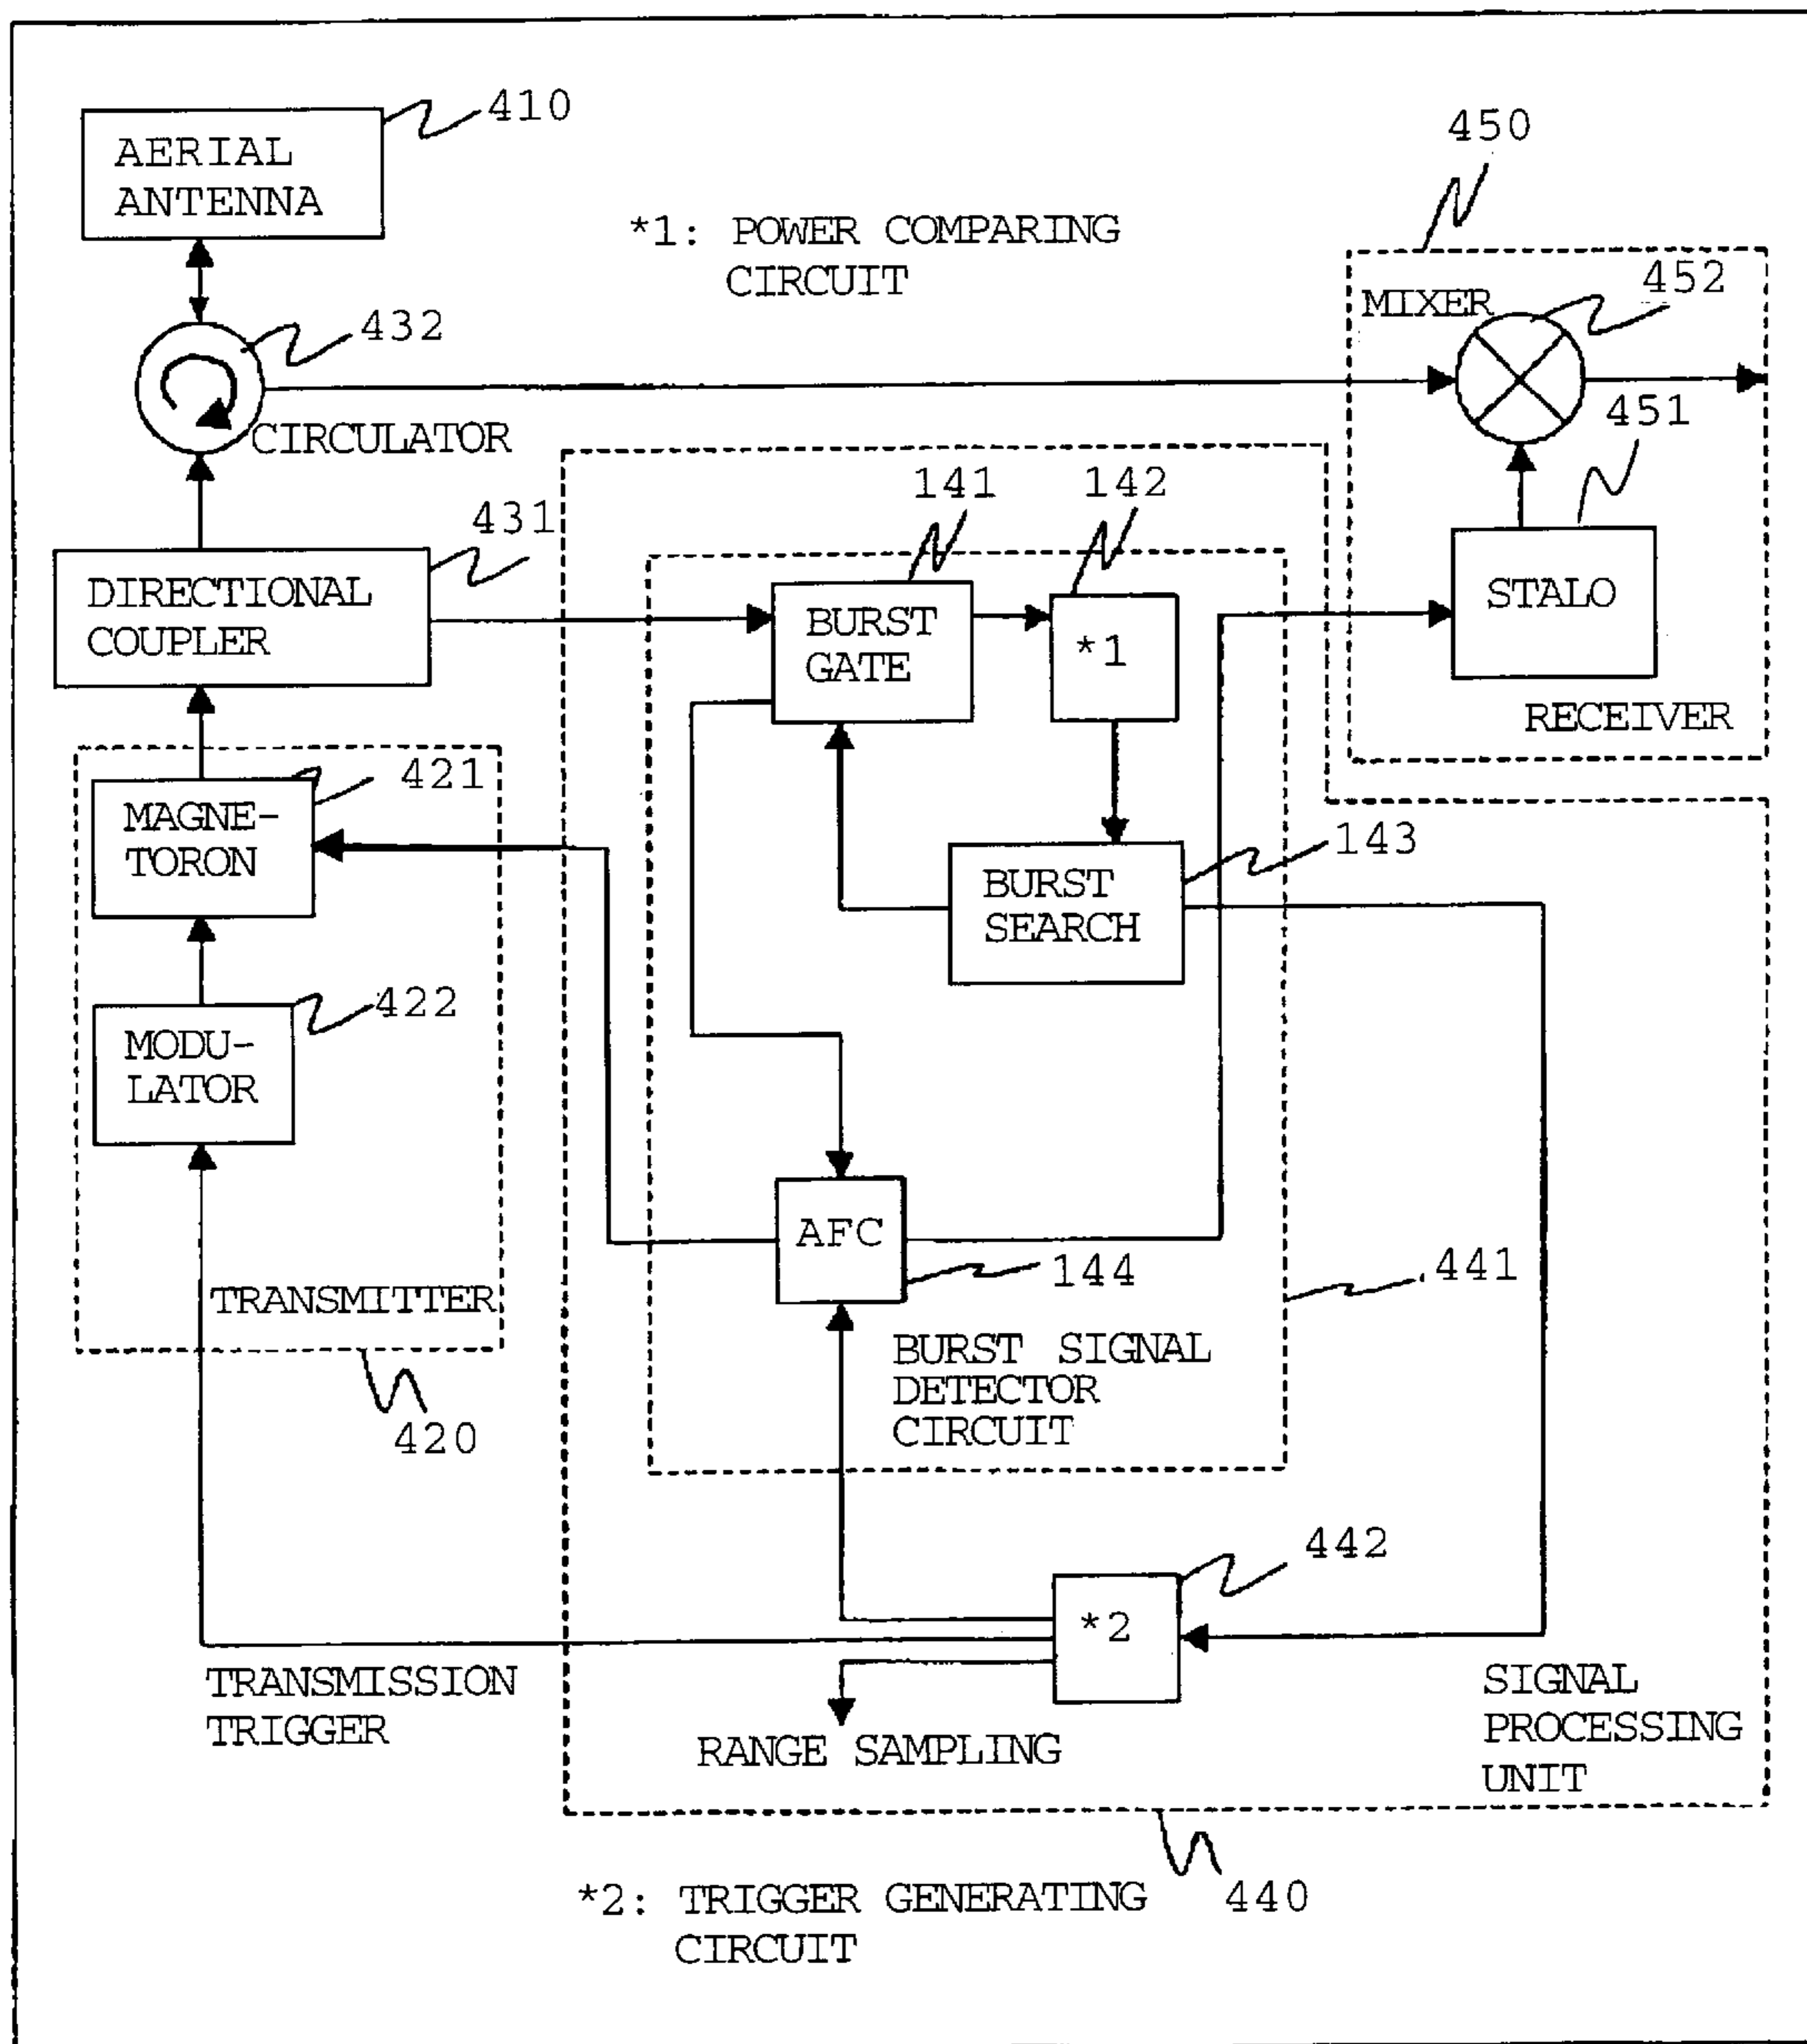 410
AERIAL
ANTENNA
450
*1: POWER COMPARING
CIRCUIT
452
MIXER
432
CIRCULATOR
451
141
142
431
DIRECTIONAL
COUPLER
BURST
GATE
*1
STALO
RECEIVER
421
MAGNE-
TORON
143
BURST
SEARCH
422
MODU-
LATOR
AFC
144
441
TRANSMITTER
BURST SIGNAL
DETECTOR
CIRCUIT
420
442
*2
TRANSMISSION
TRIGGER
RANGE SAMPLING
SIGNAL
PROCESSING
UNIT
*2: TRIGGER GENERATING
CIRCUIT
440